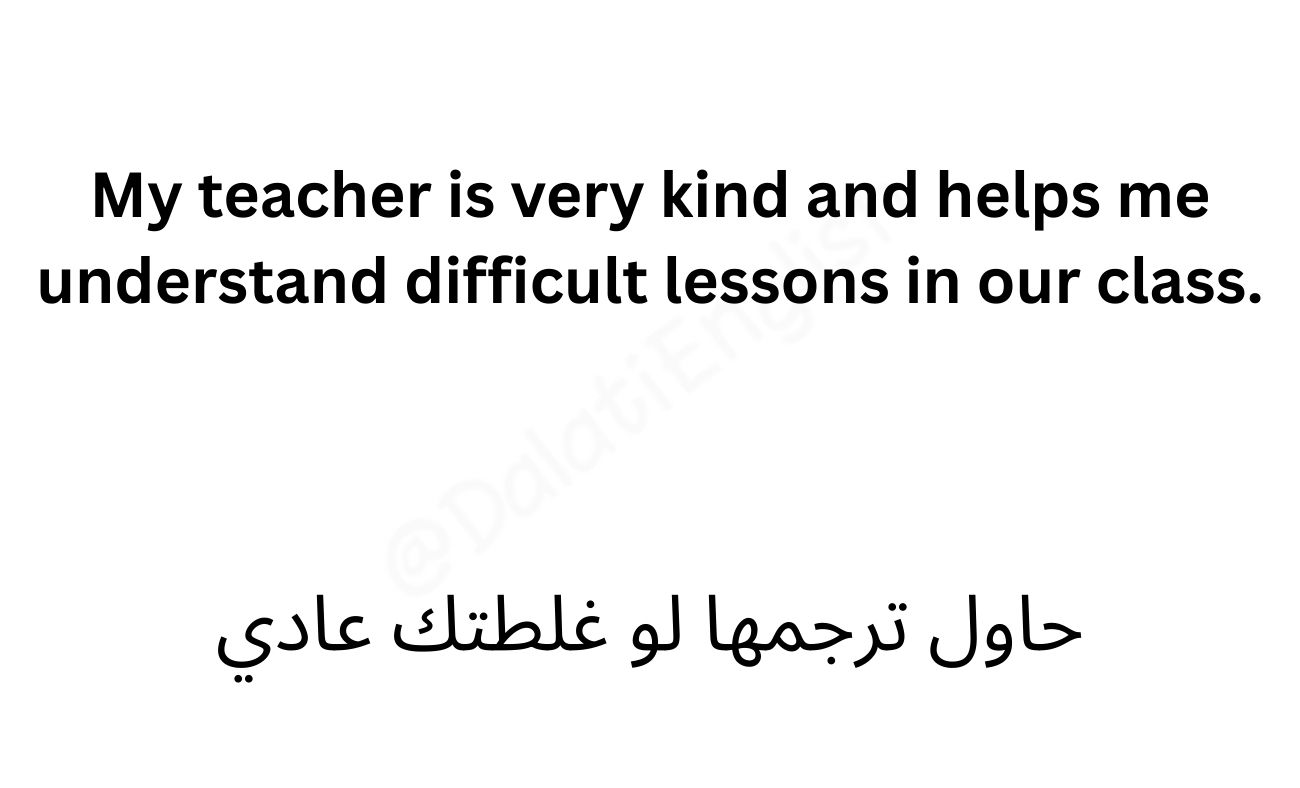 My teacher is very kind and helps me
understand difficult lessons in our class.
@DalatiEnglish
حاول ترجمها لو غلطتك عادي